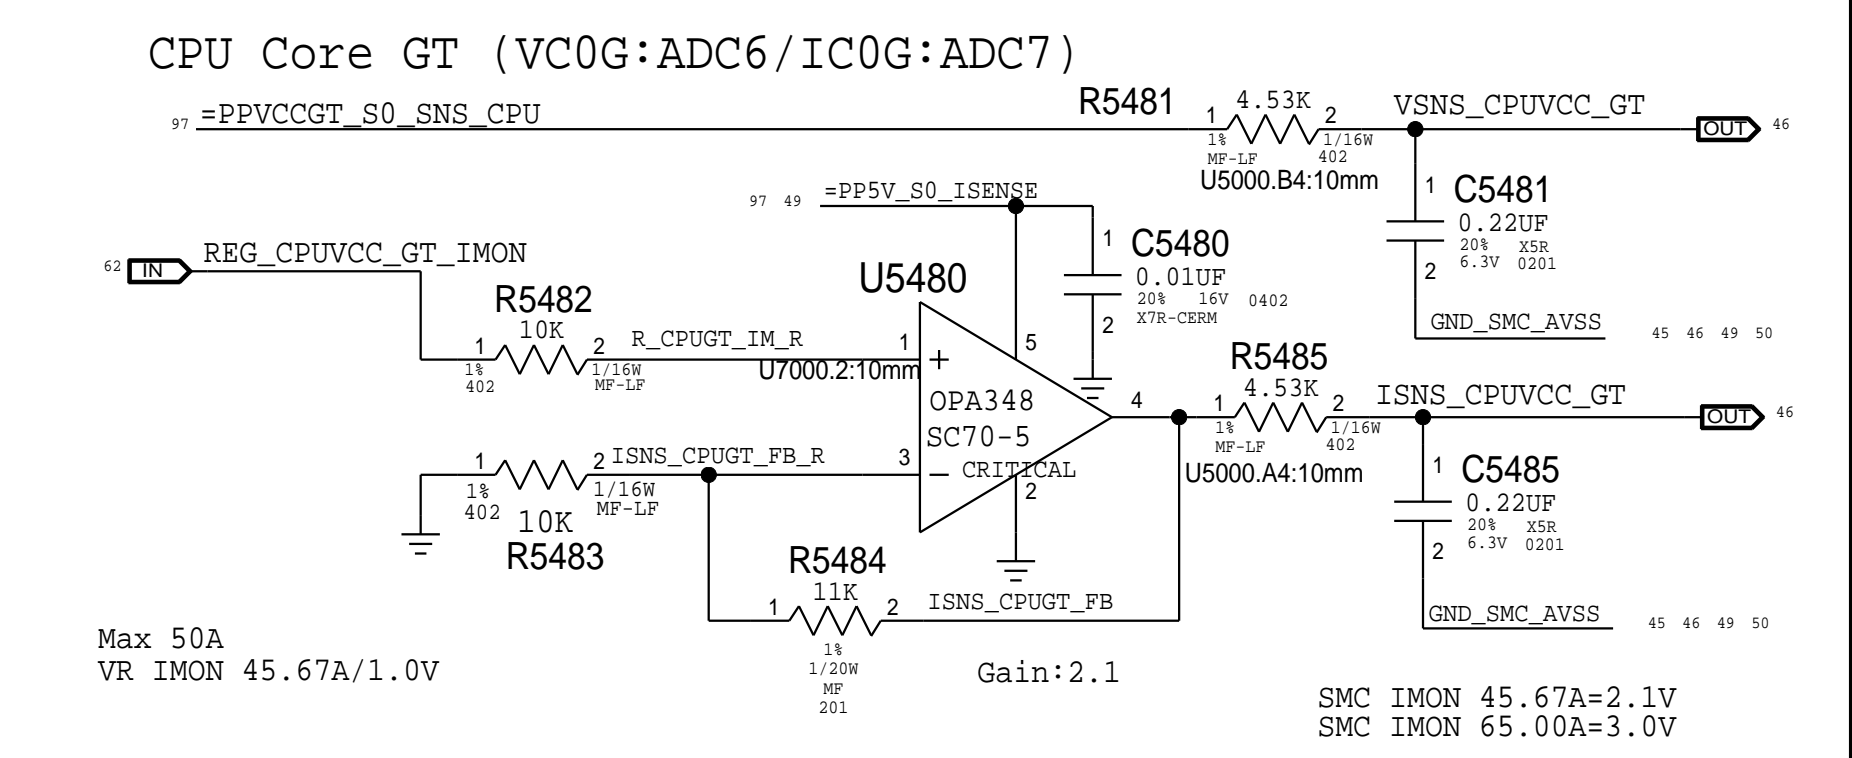 CPU Core GT (VC0G:ADC6/IC0G:ADC7)
97 =PPVCCGT_S0_SNS_CPU
R5481
1 4.53K 2
1% 1/16W
MF-LF 402
U5000.B4:10mm
VSNS_CPUVCC_GT
OUT 46
1 C5481
0.22UF
20% X5R
6.3V 0201
2
GND_SMC_AVSS 45 46 49 50
97 49 =PP5V_S0_ISENSE
1 C5480
0.01UF
20% 16V 0402
X7R-CERM
2
62 IN REG_CPUVCC_GT_IMON
R5482
10K
1 2
1% 1/16W
402 MF-LF
R_CPUGT_IM_R
U7000.2:10mm
U5480
1 + 5
OPA348
SC70-5
CRITICAL
3 − 2
4
ISNS_CPUGT_FB_R
1 2
1% 1/16W
402 MF-LF
10K
R5483
R5484
11K
1 2
1%
1/20W
MF
201
ISNS_CPUGT_FB
R5485
4.53K
1 2
1% 1/16W
MF-LF 402
U5000.A4:10mm
ISNS_CPUVCC_GT
OUT 46
1 C5485
0.22UF
20% X5R
6.3V 0201
2
GND_SMC_AVSS 45 46 49 50
Max 50A
VR IMON 45.67A/1.0V
Gain:2.1
SMC IMON 45.67A=2.1V
SMC IMON 65.00A=3.0V